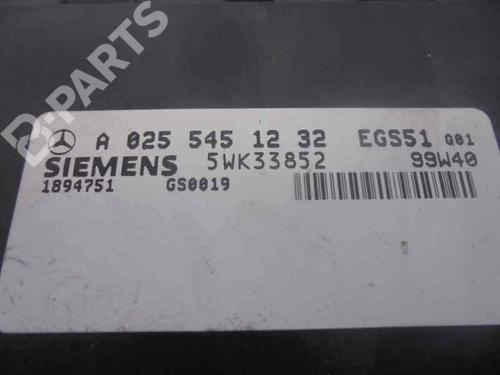 B-PARTS
A 025 545 12 32 EGS51 Q01
SIEMENS 5WK33852 99W40
1894751 GS0019